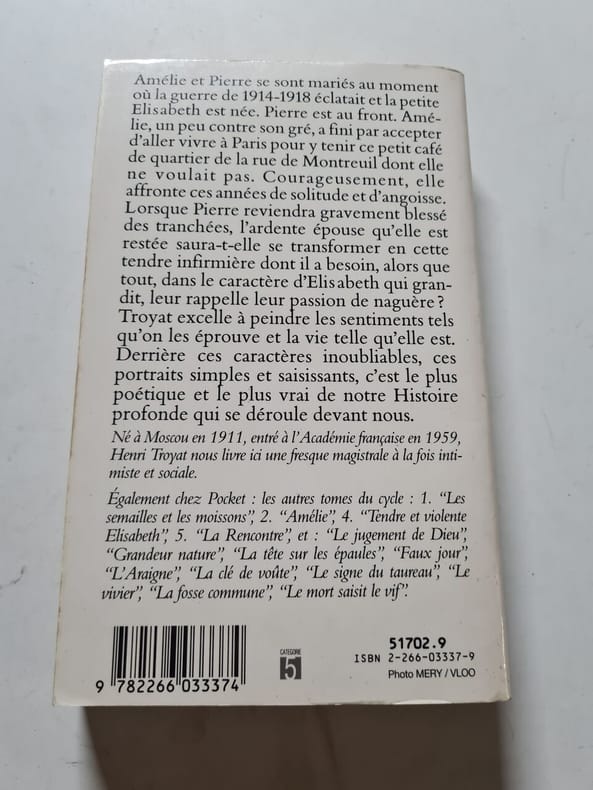 Amélie et Pierre se sont mariés au moment
où la guerre de 1914-1918 éclatait et la petite
Elisabeth est née. Pierre est au front. Amé-
lie, un peu contre son gré, a fini par accepter
d'aller vivre à Paris pour y tenir ce petit café
de quartier de la rue de Montreuil dont elle
ne voulait pas. Courageusement, elle
affronte ces années de solitude et d'angoisse.
Lorsque Pierre reviendra gravement blessé
des tranchées, l'ardente épouse qu'elle est
restée saura-t-elle se transformer en cette
tendre infirmière dont il a besoin, alors que
tout, dans le caractère d'Elisabeth qui gran-
dit, leur rappelle leur passion de naguère ?
Troyat excelle à peindre les sentiments tels
qu'on les éprouve et la vie telle qu'elle est.
Derrière ces caractères inoubliables, ces
portraits simples et saisissants, c'est le plus
poétique et le plus vrai de notre Histoire
profonde qui se déroule devant nous.
Né à Moscou en 1911, entré à l'Académie française en 1959,
Henri Troyat nous livre ici une fresque magistrale à la fois inti-
miste et sociale.
Également chez Pocket : les autres tomes du cycle : 1. “Les
semailles et les moissons”, 2. “Amélie”, 4. “Tendre et violente
Elisabeth”, 5. “La Rencontre”, et : “Le jugement de Dieu”,
“Grandeur nature”, “La tête sur les épaules”, “Faux jour”,
“L'Araigne”, “La clé de voûte”, “Le signe du taureau”, “Le
vivier”, “La fosse commune”, “Le mort saisit le vif”.
9 782266 033374
CATEGORIE
5
51702.9
ISBN 2-266-03337-9
Photo MERY / VLOO